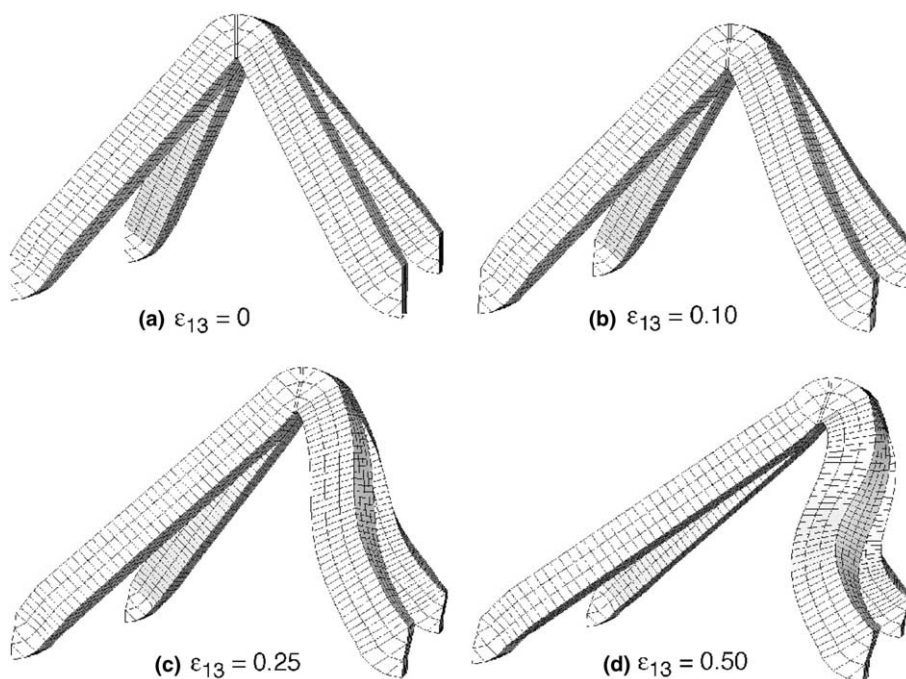 (a) ε13 = 0
(b) ε13 = 0.10
(c) ε13 = 0.25
(d) ε13 = 0.50